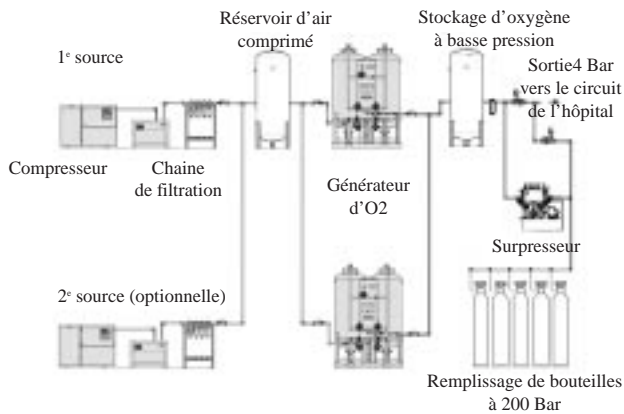 Réservoir d'air
comprimé
Stockage d'oxygène
à basse pression
1e source
Sortie4 Bar
vers le circuit
de l'hôpital
Compresseur
Chaine
de filtration
Générateur
d'O2
Surpresseur
2e source (optionnelle)
Remplissage de bouteilles
à 200 Bar